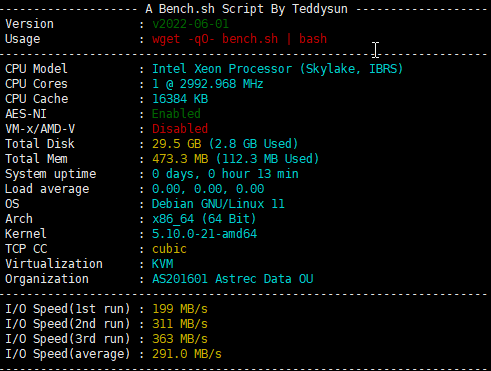 -------------------- A Bench.sh Script By Teddysun -------------------
 Version            : v2022-06-01
 Usage              : wget -qO- bench.sh | bash
----------------------------------------------------------------------
 CPU Model          : Intel Xeon Processor (Skylake, IBRS)
 CPU Cores          : 1 @ 2992.968 MHz
 CPU Cache          : 16384 KB
 AES-NI             : Enabled
 VM-x/AMD-V         : Disabled
 Total Disk         : 29.5 GB (2.8 GB Used)
 Total Mem          : 473.3 MB (112.3 MB Used)
 System uptime      : 0 days, 0 hour 13 min
 Load average       : 0.00, 0.00, 0.00
 OS                 : Debian GNU/Linux 11
 Arch               : x86_64 (64 Bit)
 Kernel             : 5.10.0-21-amd64
 TCP CC             : cubic
 Virtualization     : KVM
 Organization       : AS201601 Astrec Data OU
----------------------------------------------------------------------
 I/O Speed(1st run) : 199 MB/s
 I/O Speed(2nd run) : 311 MB/s
 I/O Speed(3rd run) : 363 MB/s
 I/O Speed(average) : 291.0 MB/s
----------------------------------------------------------------------